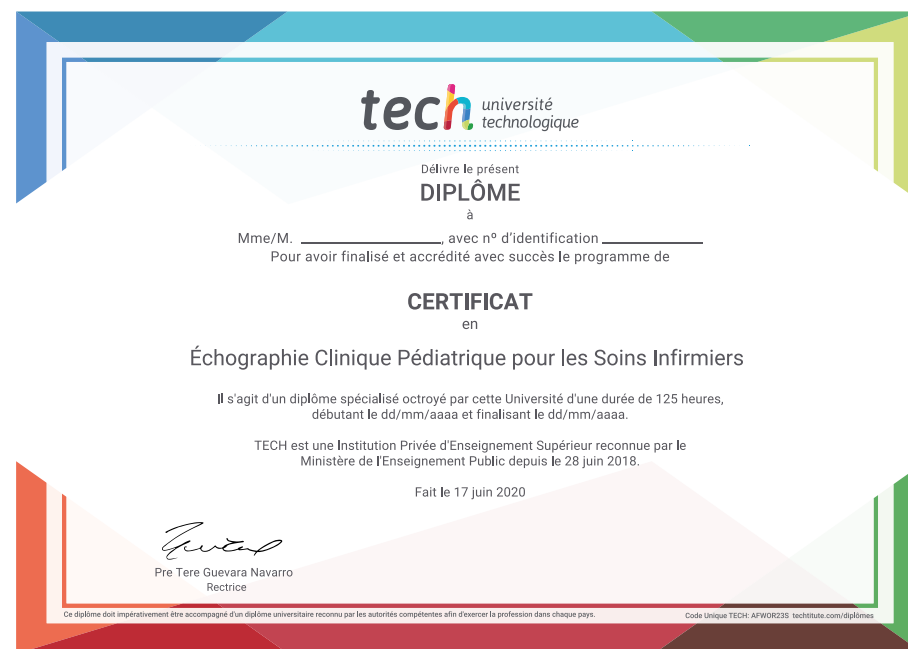 tech université
technologique
Délivre le présent
DIPLÔME
à
Mme/M. ____________________, avec nº d'identification ______________
Pour avoir finalisé et accrédité avec succès le programme de
CERTIFICAT
en
Échographie Clinique Pédiatrique pour les Soins Infirmiers
Il s'agit d'un diplôme spécialisé octroyé par cette Université d'une durée de 125 heures,
débutant le dd/mm/aaaa et finalisant le dd/mm/aaaa.
TECH est une Institution Privée d'Enseignement Supérieur reconnue par le
Ministère de l'Enseignement Public depuis le 28 juin 2018.
Fait le 17 juin 2020
Pre Tere Guevara Navarro
Rectrice
Ce diplôme doit impérativement être accompagné d'un diplôme universitaire reconnu par les autorités compétentes afin d'exercer la profession dans chaque pays.
Code Unique TECH: AFWOR23S techtitute.com/diplômes